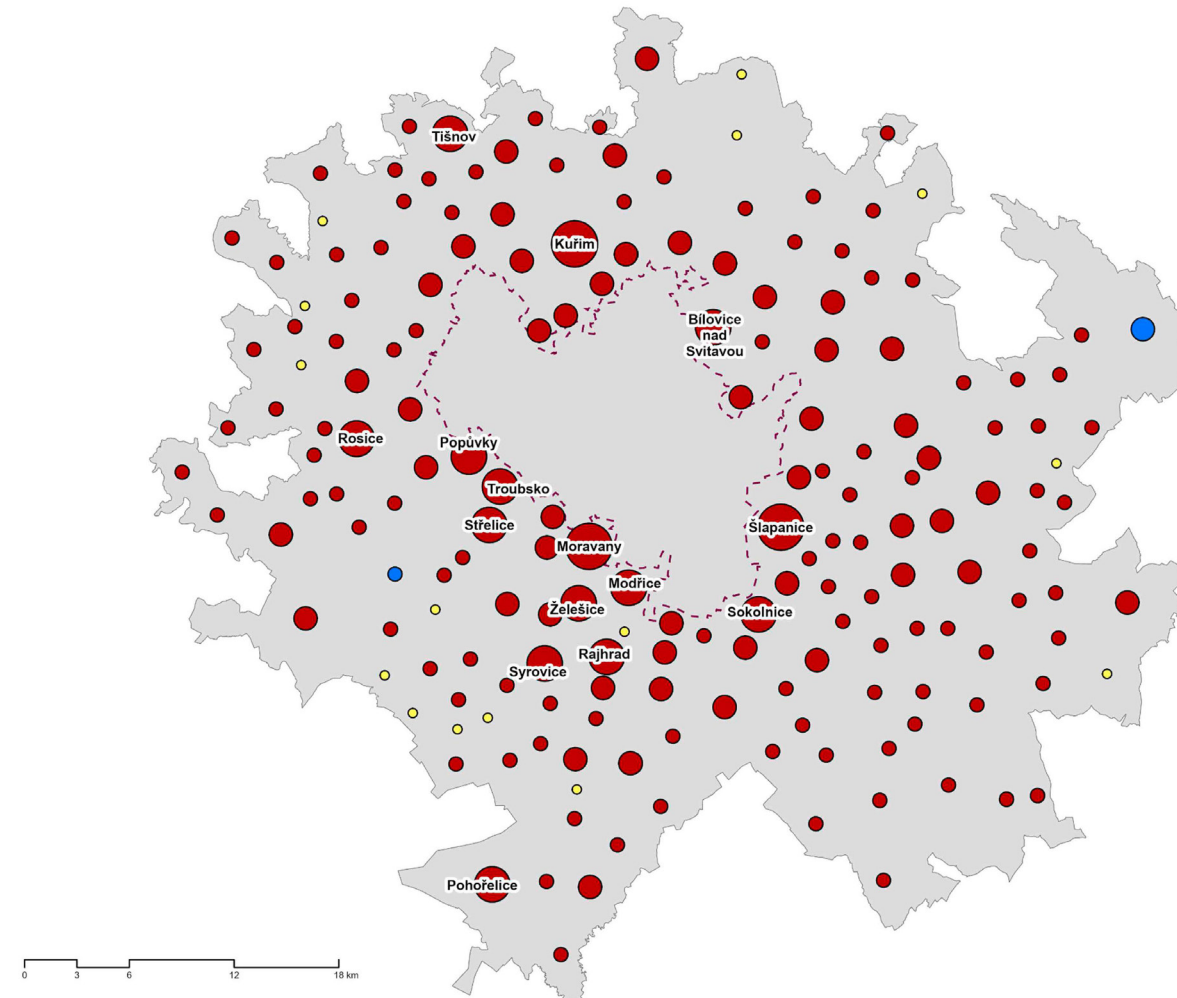 Tišnov
Kuřim
Bílovice
nad
Svitavou
Rosice
Popůvky
Troubsko
Střelice
Šlapanice
Moravany
Modřice
Želešice
Sokolnice
Rajhrad
Syrovice
Pohořelice
0 3 6 12 18 km